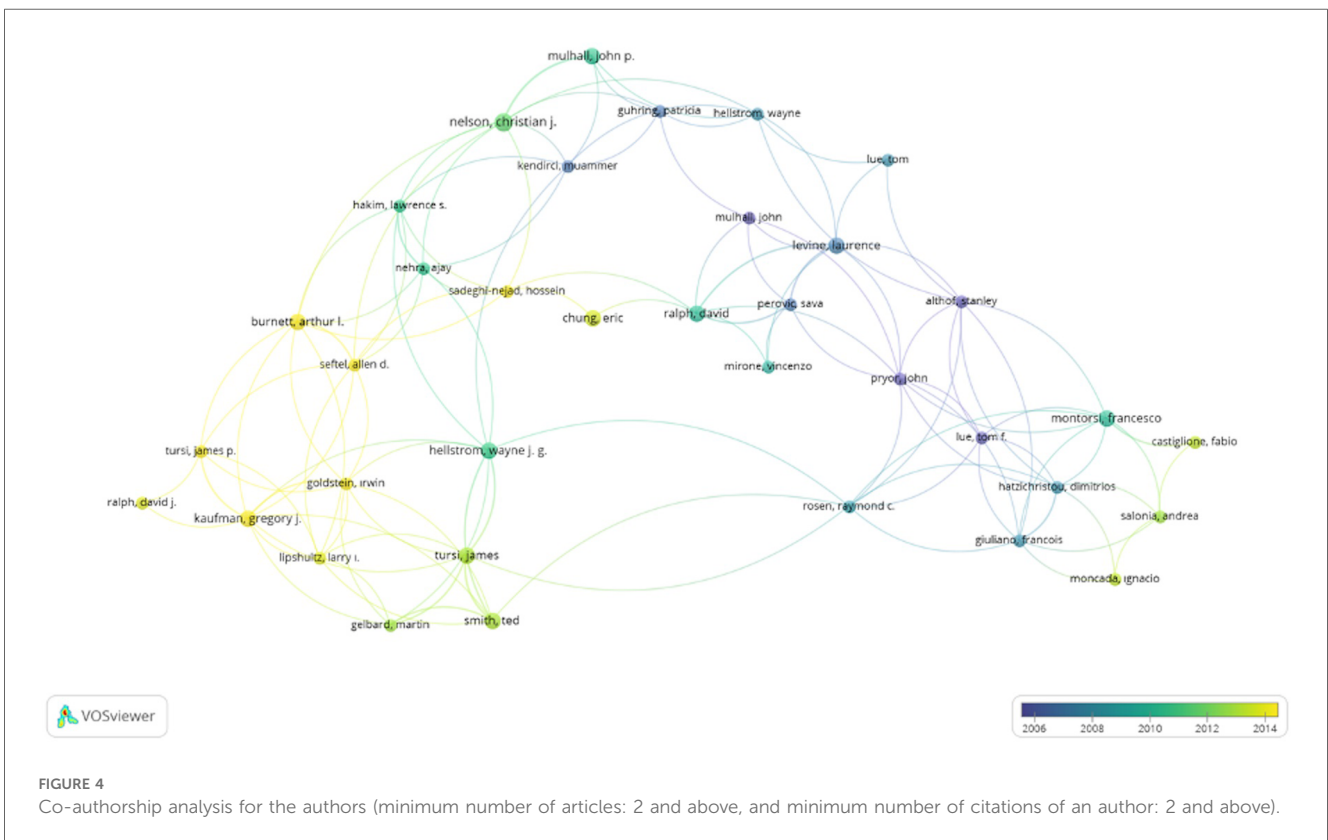 mulhall, john p.
guhring, patricia
hellstrom, wayne
nelson, christian j.
lue, tom
kendirci, muammer
hakim, lawrence s.
mulhall, john
levine, laurence
nehra, ajay
sadeghi-nejad, hossein
althof, stanley
perovic, sava
ralph, david
chung, eric
burnett, arthur l.
seftel, allen d.
mirone, vincenzo
pryor, john
montorsi, francesco
lue, tom f.
castiglione, fabio
tursi, james p.
hellstrom, wayne j. g.
goldstein, irwin
hatzichristou, dimitrios
ralph, david j.
rosen, raymond c.
kaufman, gregory j.
salonia, andrea
giuliano, francois
lipshultz, larry i.
tursi, james
moncada, ignacio
gelbard, martin
smith, ted
VOSviewer
2006 2008 2010 2012 2014
FIGURE 4
Co-authorship analysis for the authors (minimum number of articles: 2 and above, and minimum number of citations of an author: 2 and above).